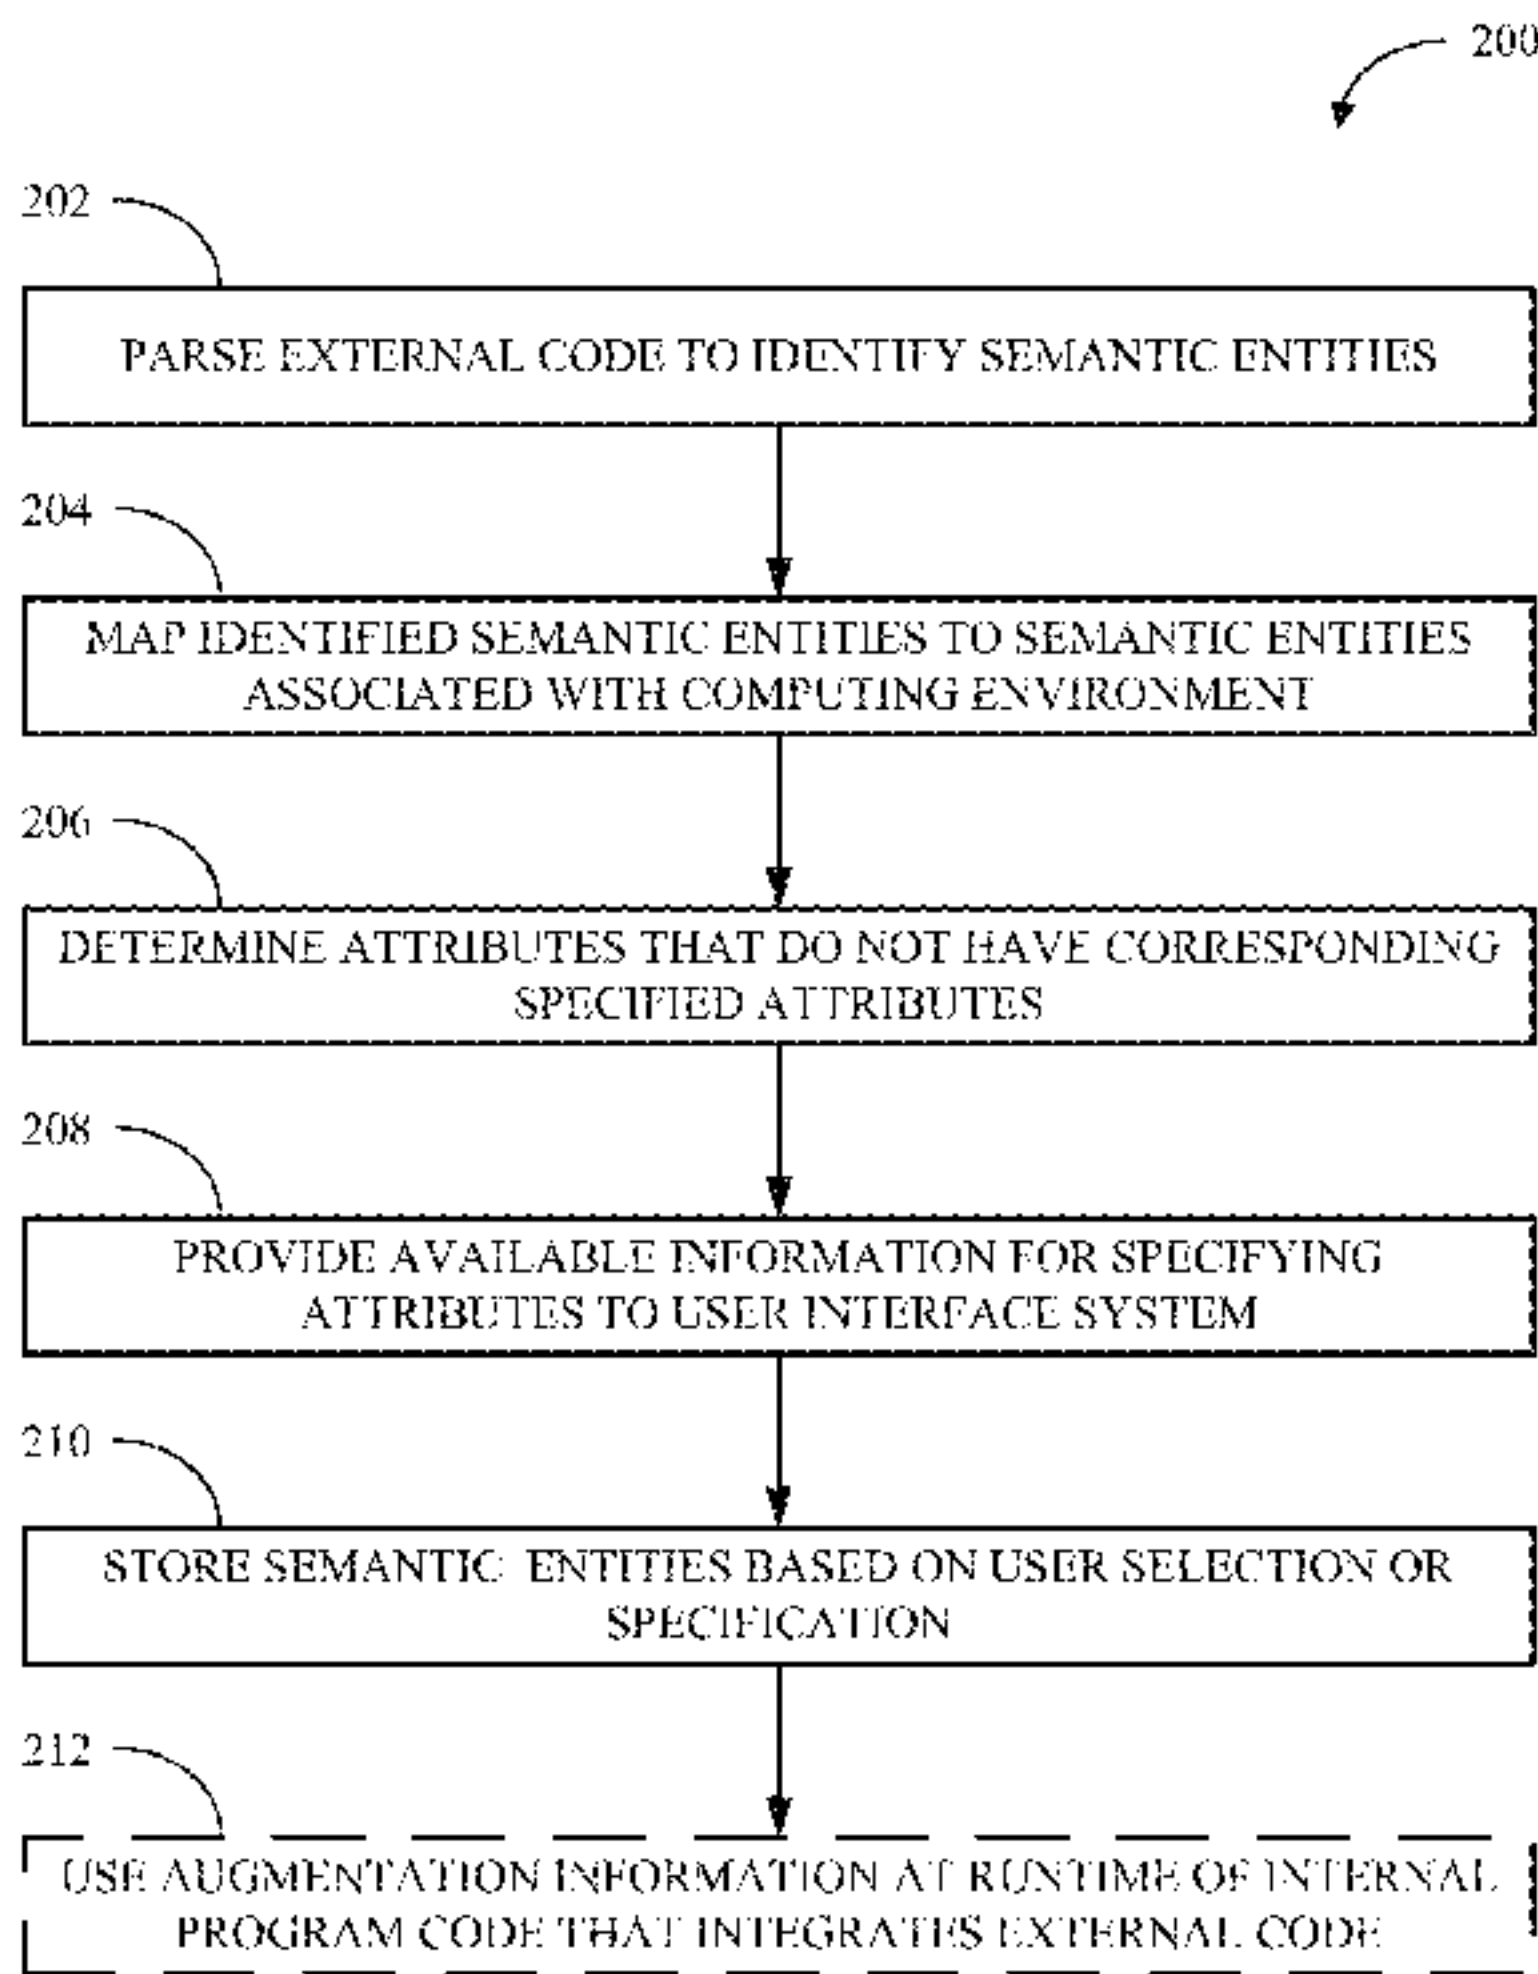 200
202
PARSE EXTERNAL CODE TO IDENTIFY SEMANTIC ENTITIES
204
MAP IDENTIFIED SEMANTIC ENTITIES TO SEMANTIC ENTITIES
ASSOCIATED WITH COMPUTING ENVIRONMENT
206
DETERMINE ATTRIBUTES THAT DO NOT HAVE CORRESPONDING
SPECIFIED ATTRIBUTES
208
PROVIDE AVAILABLE INFORMATION FOR SPECIFYING
ATTRIBUTES TO USER INTERFACE SYSTEM
210
STORE SEMANTIC ENTITIES BASED ON USER SELECTION OR
SPECIFICATION
212
USE AUGMENTATION INFORMATION AT RUNTIME OF INTERNAL
PROGRAM CODE THAT INTEGRATES EXTERNAL CODE